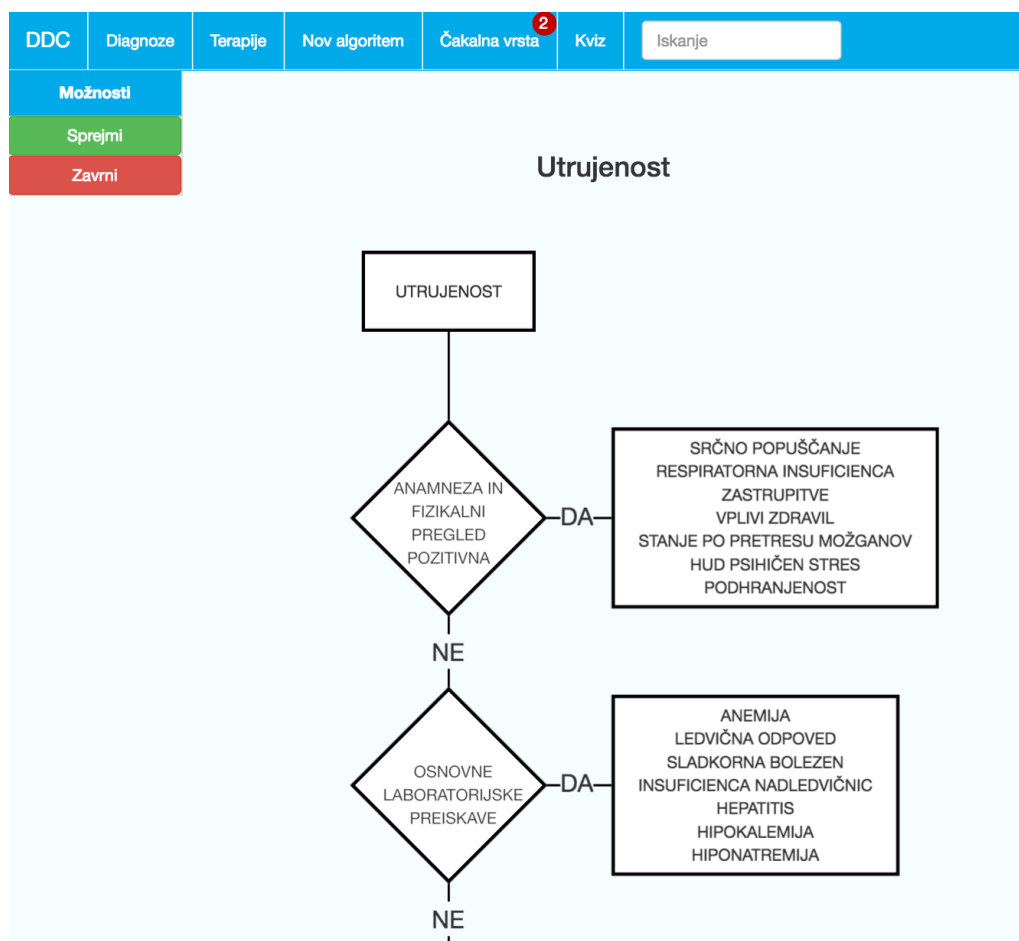 DDC Diagnoze Terapije Nov algoritem Čakalna vrsta 2 Kviz Iskanje
Možnosti
Sprejmi
Zavrni
Utrujenost
UTRUJENOST
ANAMNEZA IN
FIZIKALNI
PREGLED
POZITIVNA
DA
SRČNO POPUŠČANJE
RESPIRATORNA INSUFICIENCA
ZASTRUPITVE
VPLIVI ZDRAVIL
STANJE PO PRETRESU MOŽGANOV
HUD PSIHIČEN STRES
PODHRANJENOST
NE
OSNOVNE
LABORATORIJSKE
PREISKAVE
DA
ANEMIJA
LEDVIČNA ODPOVED
SLADKORNA BOLEZEN
INSUFICIENCA NADLEDVIČNIC
HEPATITIS
HIPOKALEMIJA
HIPONATREMIJA
NE